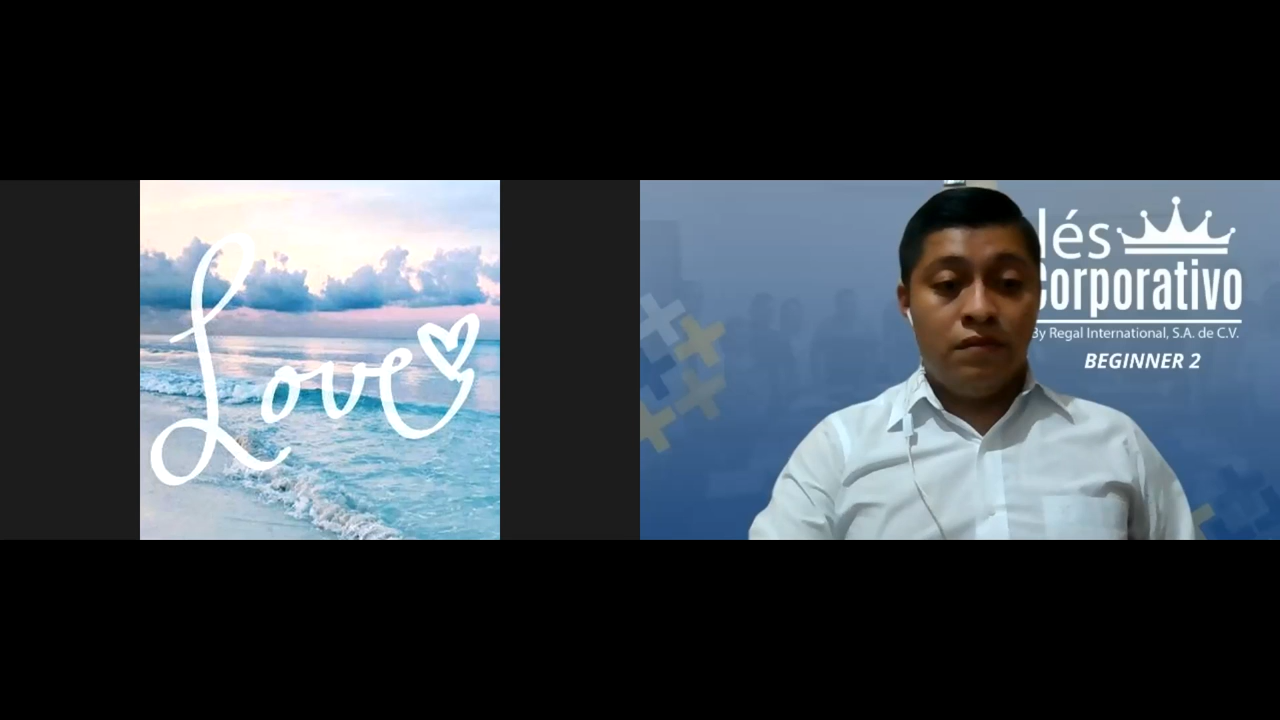 Love
lés
Corporativo
By Regal International, S.A. de C.V.
BEGINNER 2